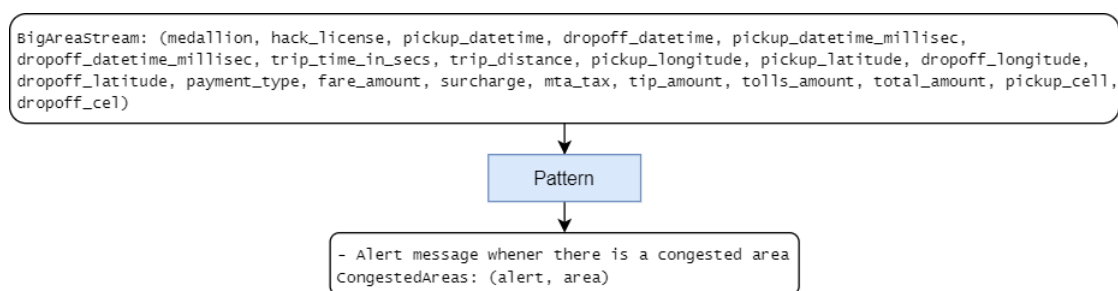 BigAreaStream: (medallion, hack_license, pickup_datetime, dropoff_datetime, pickup_datetime_millisec,
dropoff_datetime_millisec, trip_time_in_secs, trip_distance, pickup_longitude, pickup_latitude, dropoff_longitude,
dropoff_latitude, payment_type, fare_amount, surcharge, mta_tax, tip_amount, tolls_amount, total_amount, pickup_cell,
dropoff_cel)
Pattern
- Alert message whener there is a congested area
CongestedAreas: (alert, area)